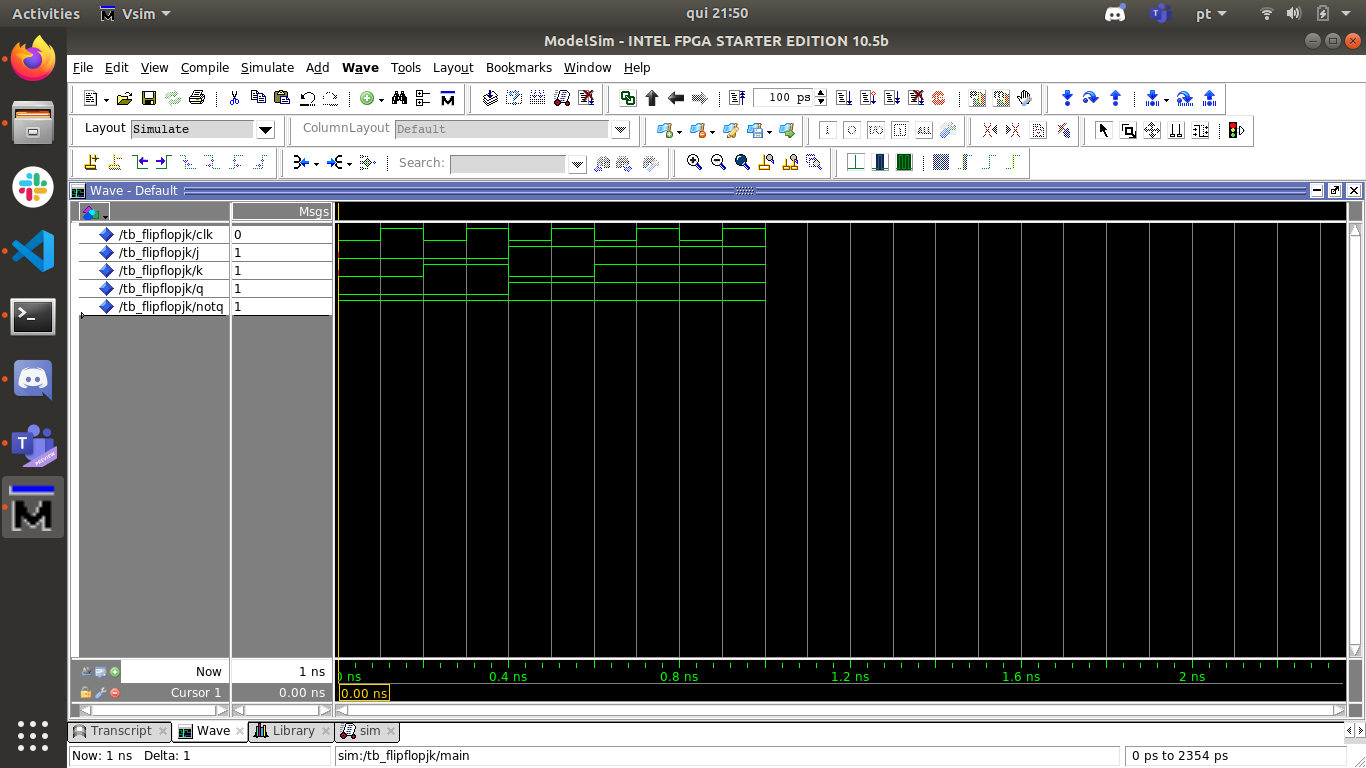 Activities Vsim qui 21:50 pt
ModelSim - INTEL FPGA STARTER EDITION 10.5b
File Edit View Compile Simulate Add Wave Tools Layout Bookmarks Window Help
100 ps
Layout Simulate ColumnLayout Default
Search:
Wave - Default
Msgs
/tb_flipflopjk/clk 0
/tb_flipflopjk/j 1
/tb_flipflopjk/k 1
/tb_flipflopjk/q 1
/tb_flipflopjk/notq 1
Now 1 ns ns 0.4 ns 0.8 ns 1.2 ns 1.6 ns 2 ns
Cursor 1 0.00 ns 0.00 ns
Transcript Wave Library sim
Now: 1 ns Delta: 1 sim:/tb_flipflopjk/main 0 ps to 2354 ps
T PREVIEW
M